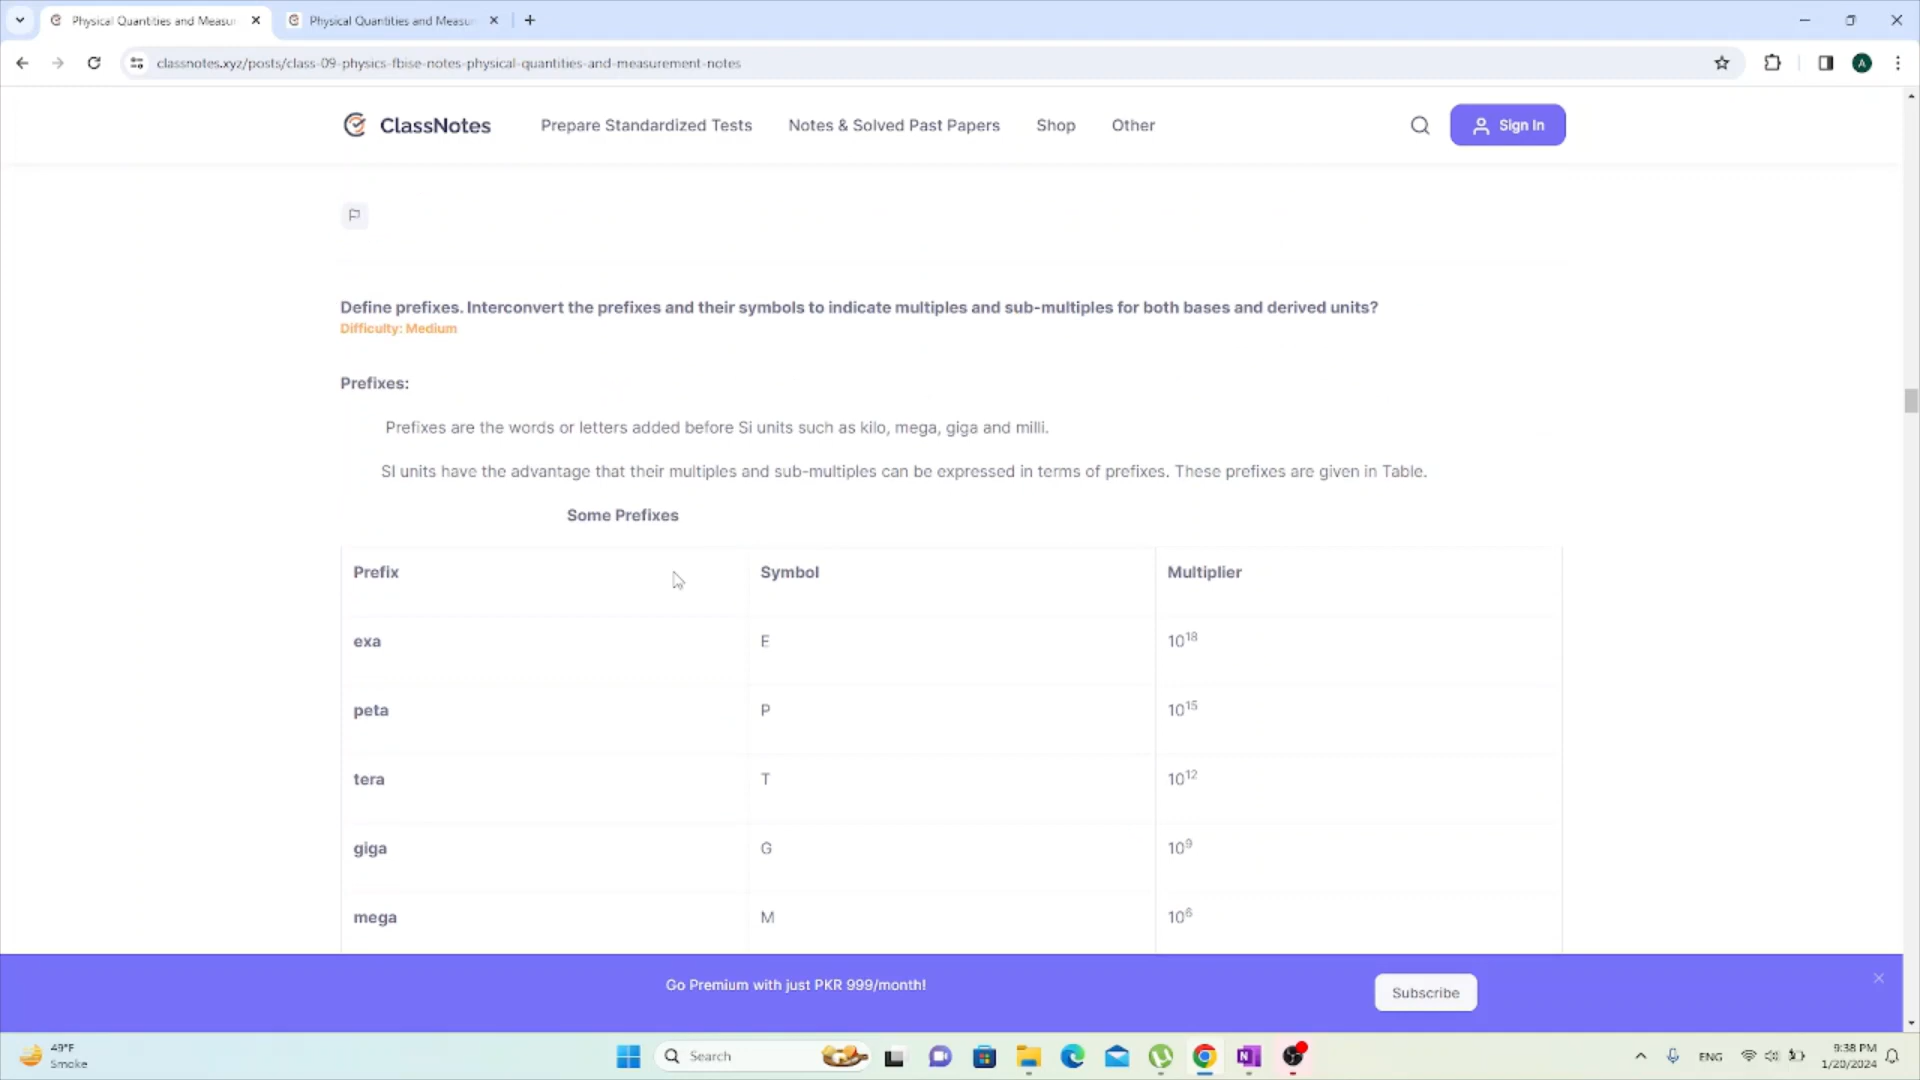 Physical Quantities and Measu
Physical Quantities and Measu
classnotes.xyz/posts/class-09-physics-fbise-notes-physical-quantities-and-measurement-notes
A
ClassNotes
Prepare Standardized Tests
Notes & Solved Past Papers
Shop
Other
Sign In
Define prefixes. Interconvert the prefixes and their symbols to indicate multiples and sub-multiples for both bases and derived units?
Difficulty: Medium
Prefixes:
Prefixes are the words or letters added before Si units such as kilo, mega, giga and milli.
SI units have the advantage that their multiples and sub-multiples can be expressed in terms of prefixes. These prefixes are given in Table.
Some Prefixes
Prefix Symbol Multiplier
exa E 10¹⁸
peta P 10¹⁵
tera T 10¹²
giga G 10⁹
mega M 10⁶
Go Premium with just PKR 999/month!
Subscribe
49°F
Smoke
Search
ENG
9:38 PM
1/20/2024